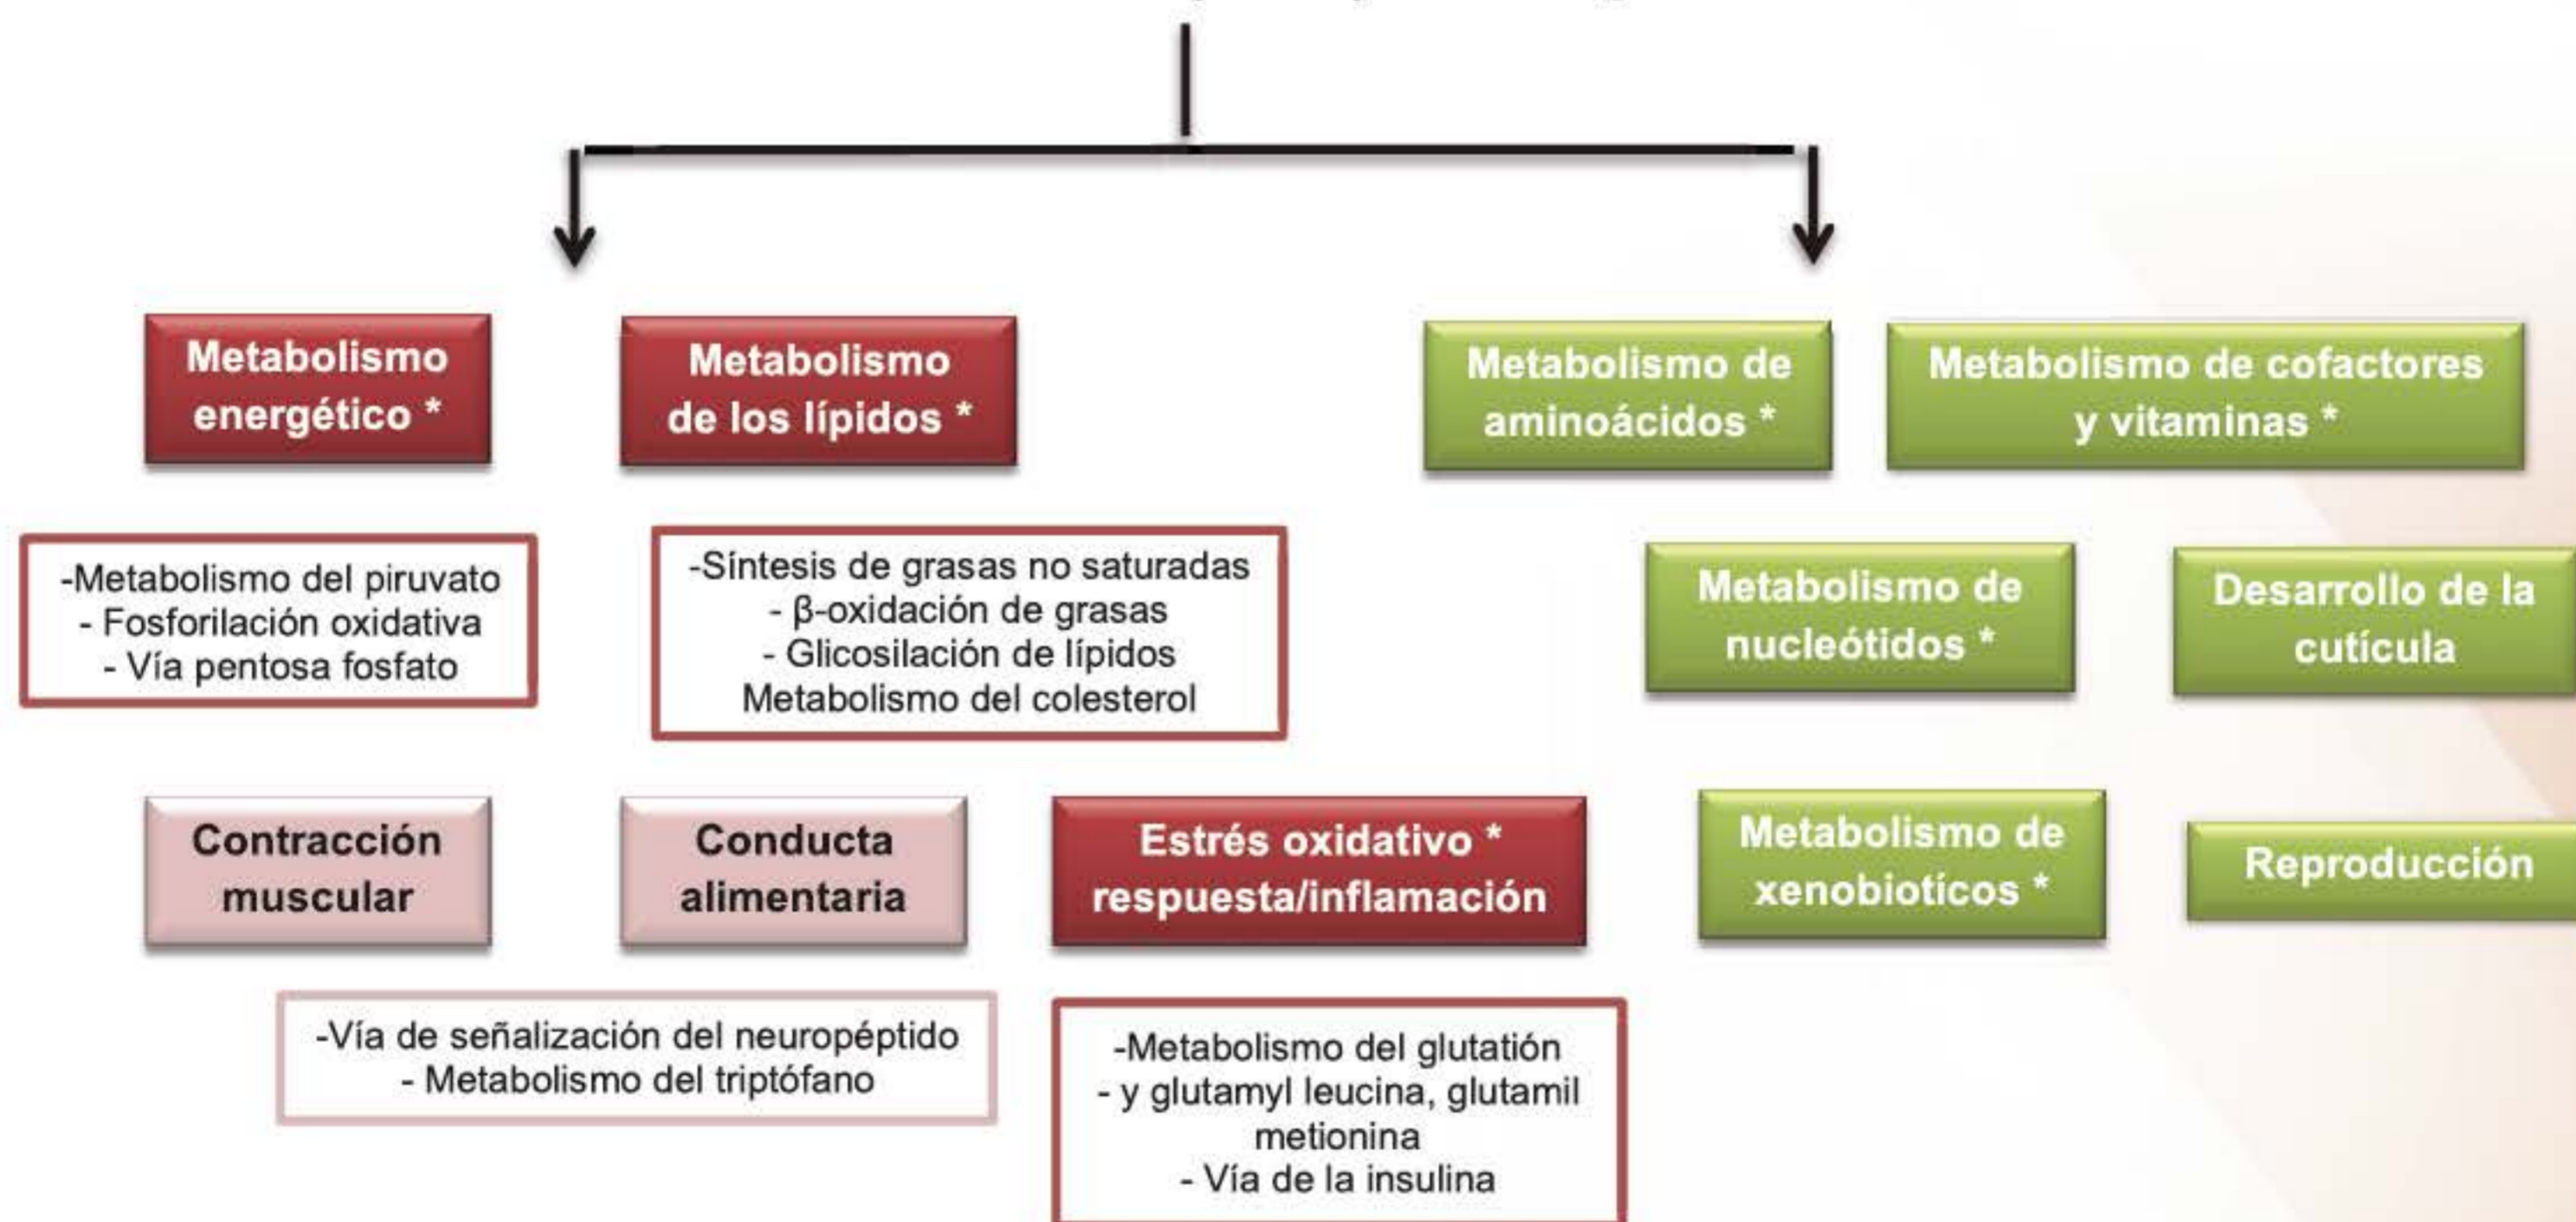 Metabolismo
energético *
Metabolismo
de los lípidos *
Metabolismo de
aminoácidos *
Metabolismo de cofactores
y vitaminas *
-Metabolismo del piruvato
- Fosforilación oxidativa
- Vía pentosa fosfato
-Síntesis de grasas no saturadas
- β-oxidación de grasas
- Glicosilación de lípidos
Metabolismo del colesterol
Metabolismo de
nucleótidos *
Desarrollo de la
cutícula
Contracción
muscular
Conducta
alimentaria
Estrés oxidativo *
respuesta/inflamación
Metabolismo de
xenobiotícos *
Reproducción
-Vía de señalización del neuropéptido
- Metabolismo del triptófano
-Metabolismo del glutatión
- y glutamyl leucina, glutamil
metionina
- Vía de la insulina